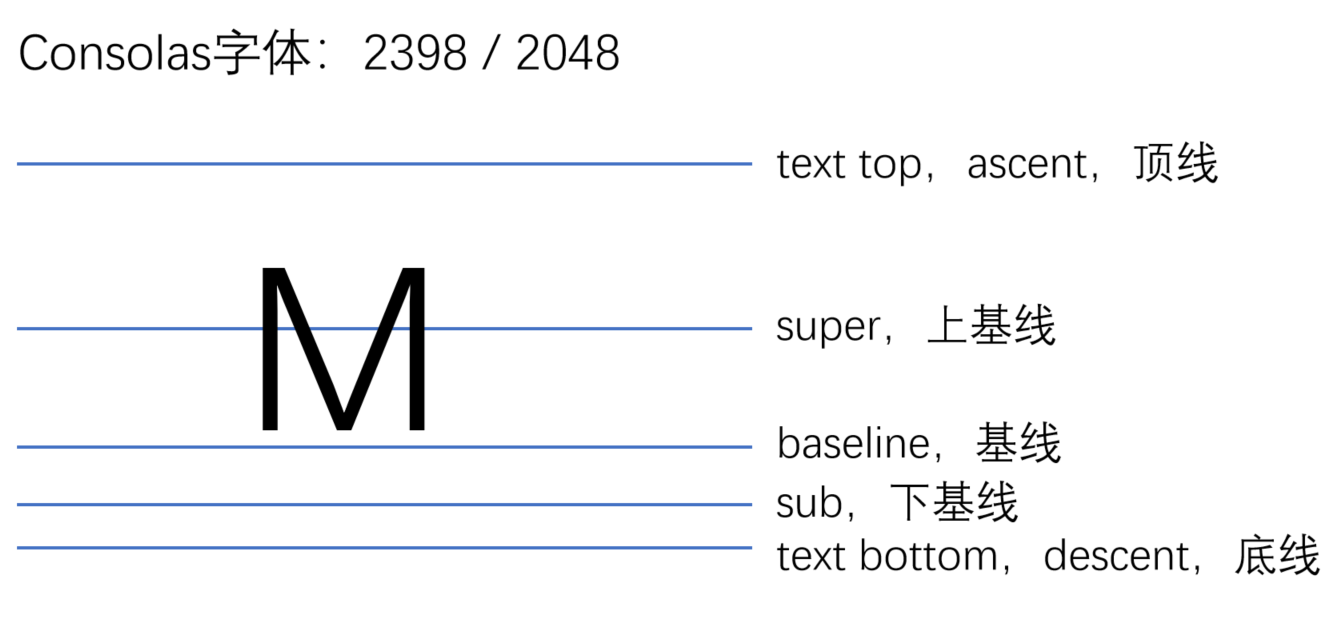 Consolas字体：2398 / 2048
text top，ascent，顶线
M
super，上基线
baseline，基线
sub，下基线
text bottom，descent，底线